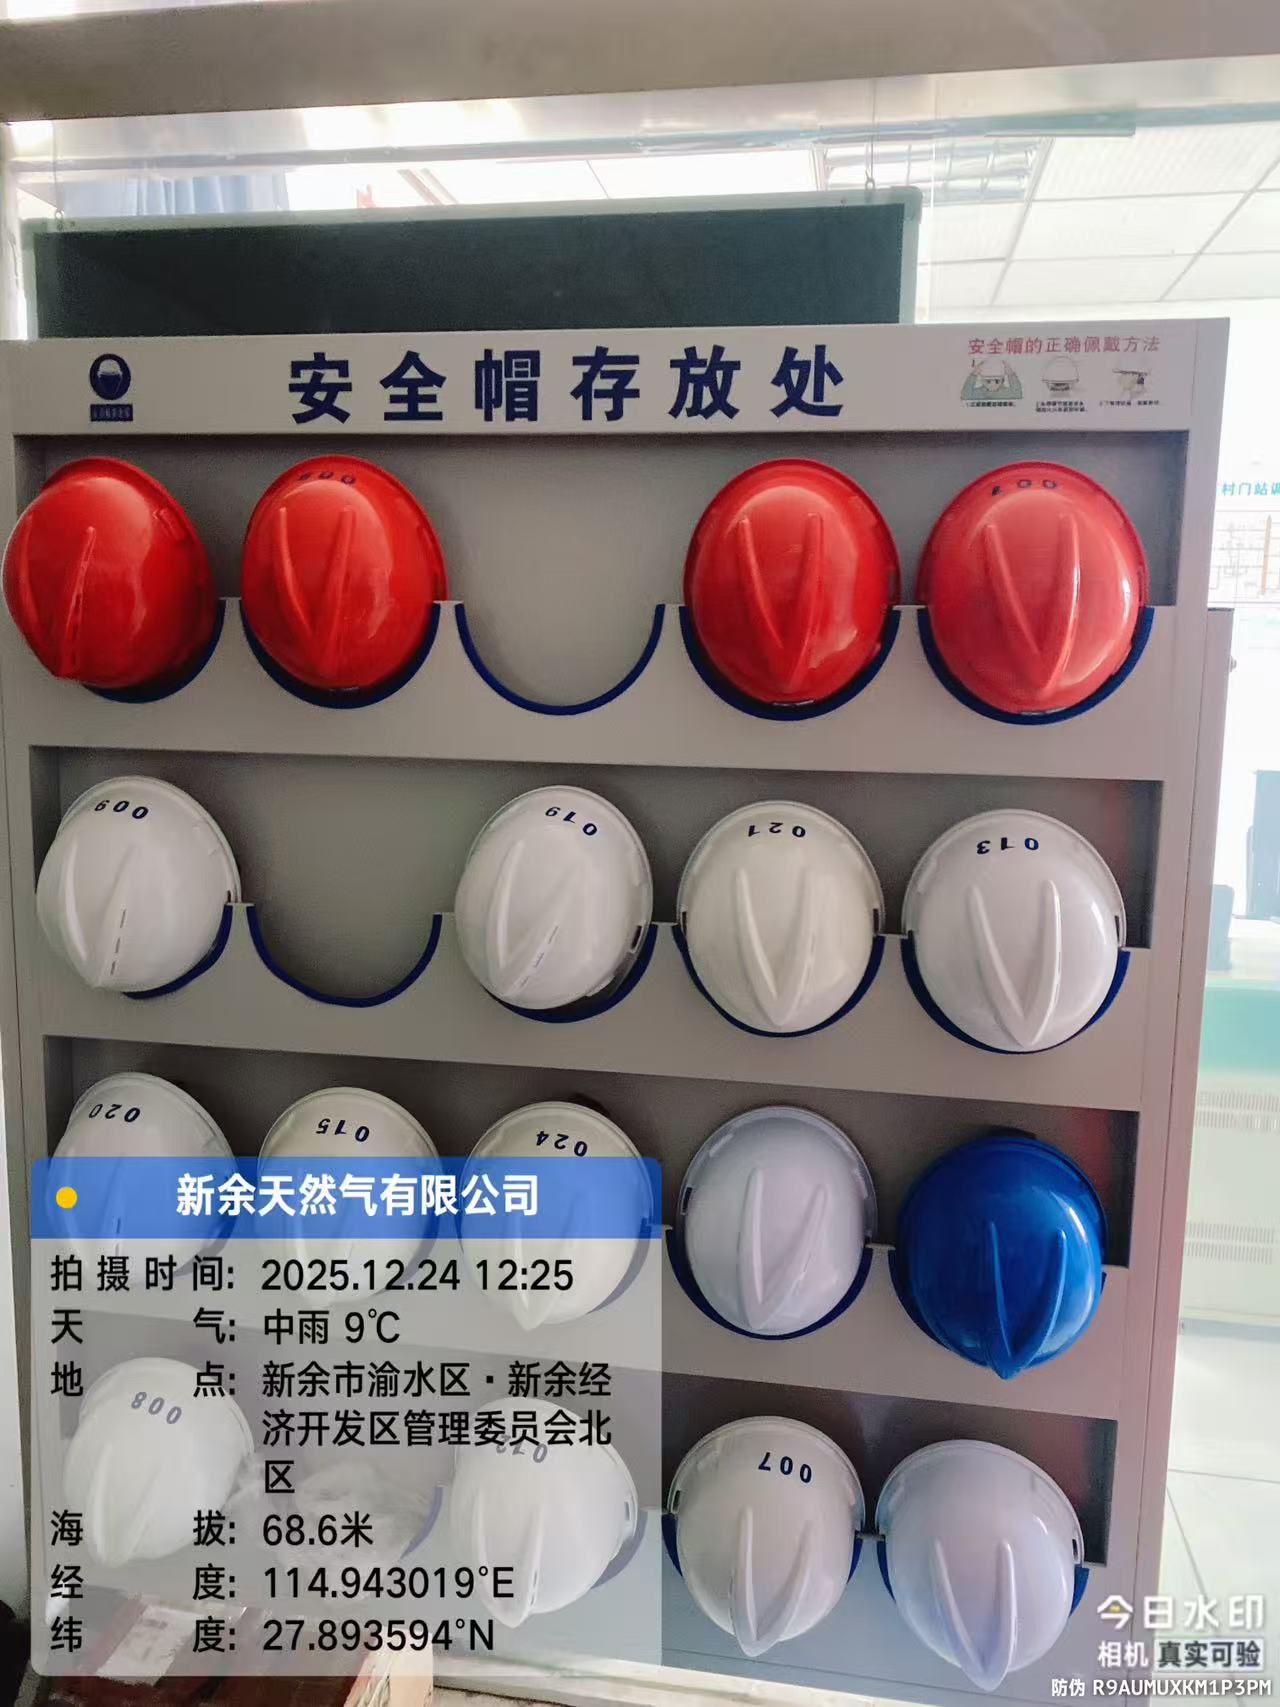 安全帽存放处
安全帽的正确佩戴方法
村门站调
001
009
019
021
013
020
015
024
新余天然气有限公司
拍摄时间: 2025.12.24 12:25
天气: 中雨 9℃
地点: 新余市渝水区·新余经
济开发区管理委员会北
区
海拔: 68.6米
经度: 114.943019°E
纬度: 27.893594°N
008
012
007
今日水印
相机 真实可验
防伪 R9AUMUXKM1P3PM